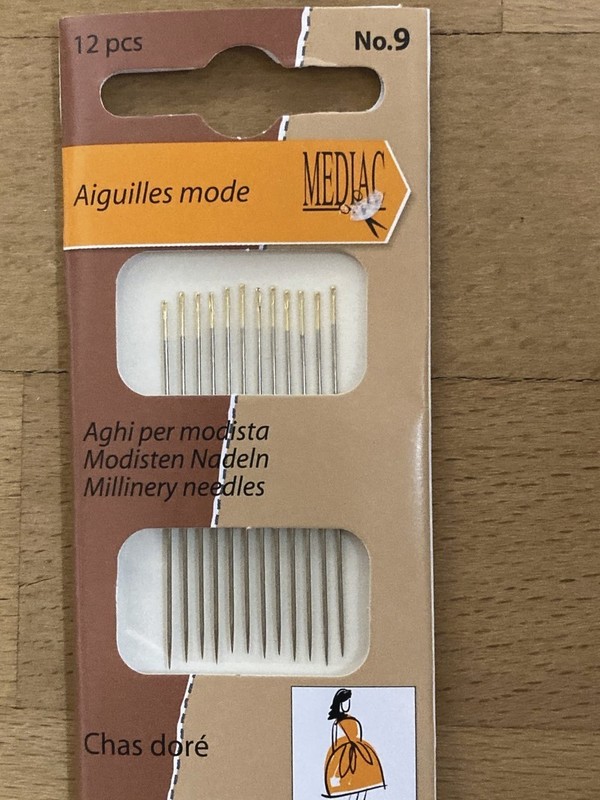 12 pcs
No.9
Aiguilles mode
MEDIAC
Aghi per modista
Modisten Nadeln
Millinery needles
Chas doré